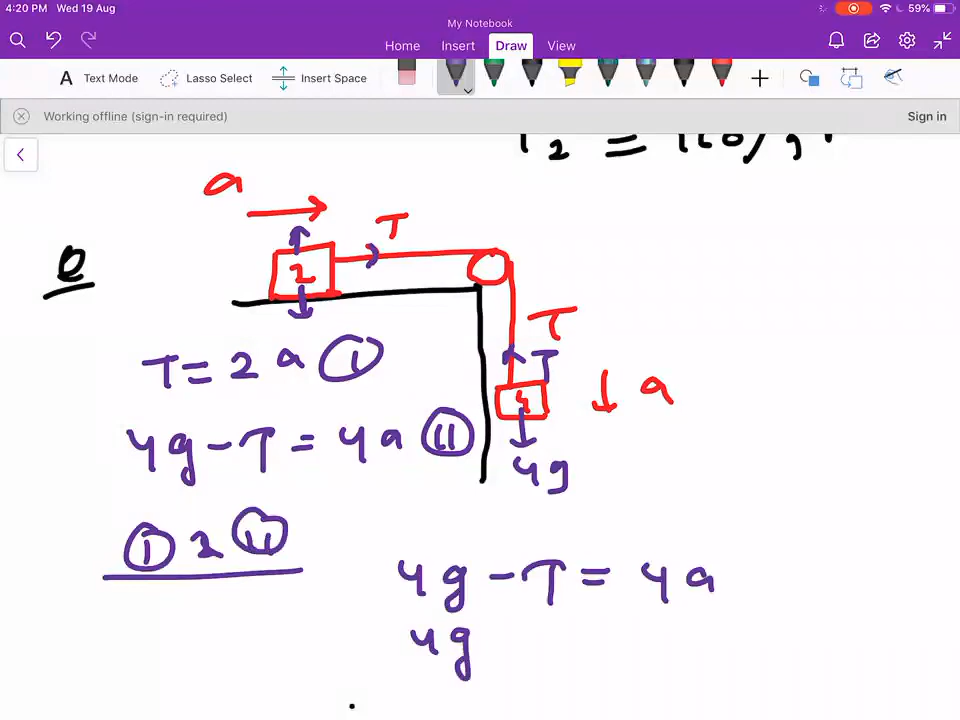 4:20 PM Wed 19 Aug
59%
My Notebook
Home Insert Draw View
A Text Mode Lasso Select Insert Space
Working offline (sign-in required) Sign in
a
T
Q
2
T
T = 2a I
T
4
a
4g - T = 4a II
4g
I & II
4g - T = 4a
4g